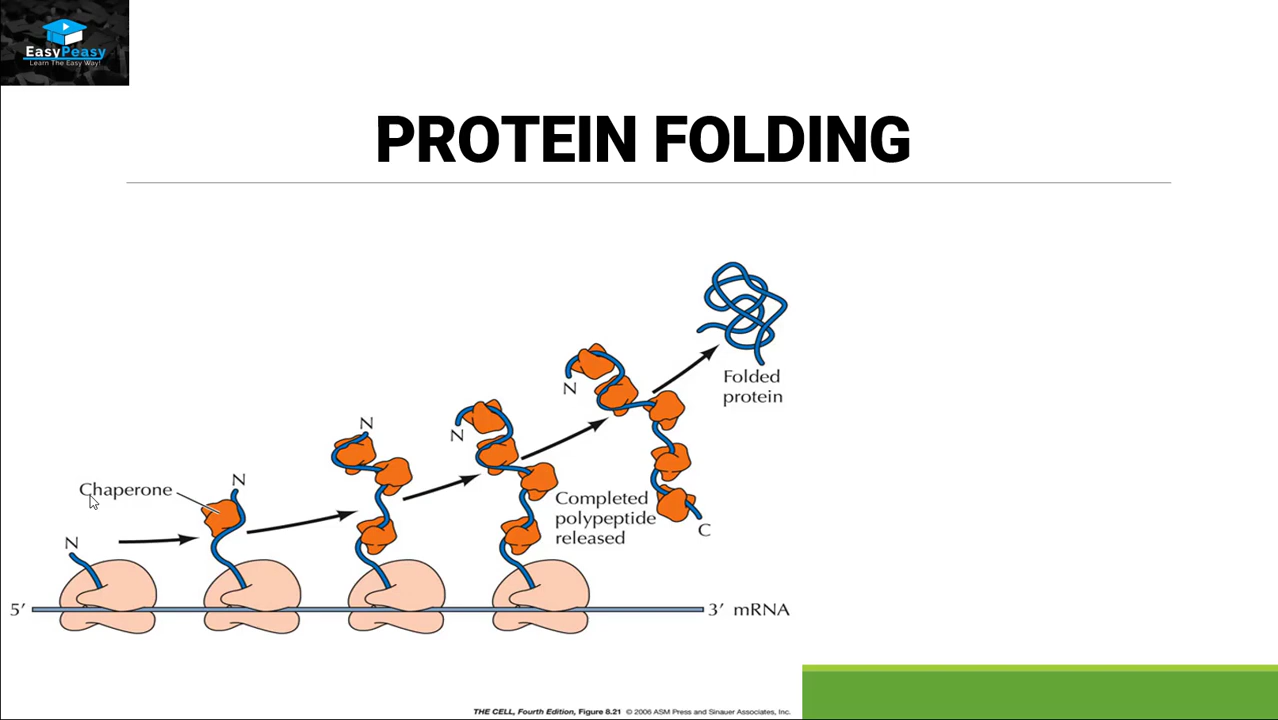 EasyPeasy
Learn The Easy Way!
PROTEIN FOLDING
Folded
protein
N
N
N
N
Chaperone
N
Completed
polypeptide
released
C
5′
3′ mRNA
THE CELL, Fourth Edition, Figure 8.21 © 2006 ASM Press and Sinauer Associates, Inc.